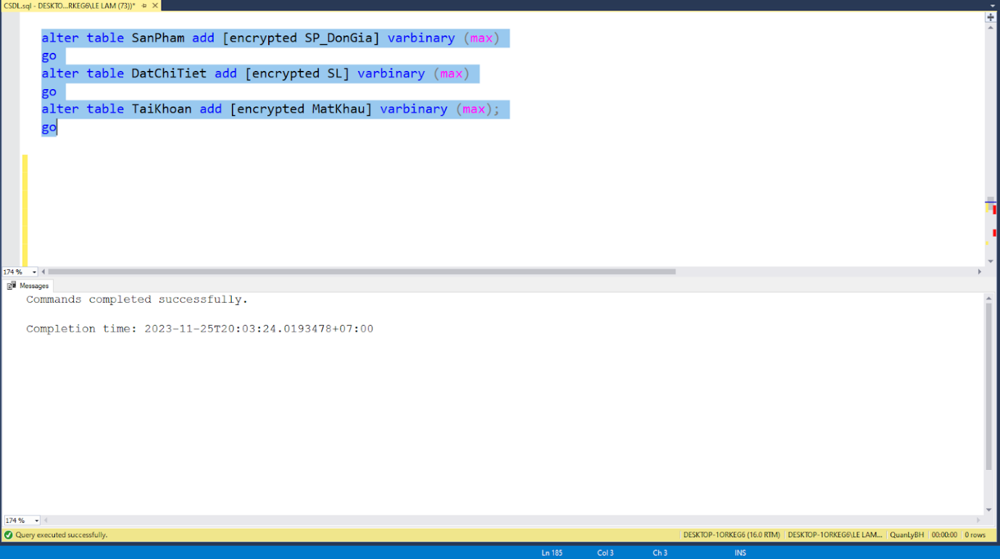 CSDL.sql - DESKTO...RKEG6\LE LAM (73))*
alter table SanPham add [encrypted SP_DonGia] varbinary (max)
go
alter table DatChiTiet add [encrypted SL] varbinary (max)
go
alter table TaiKhoan add [encrypted MatKhau] varbinary (max);
go
174 %
Messages
Commands completed successfully.
Completion time: 2023-11-25T20:03:24.0193478+07:00
174 %
Query executed successfully. DESKTOP-1ORKEG6 (16.0 RTM) DESKTOP-1ORKEG6\LE LAM... QuanLyBH 00:00:00 0 rows
Ln 185 Col 3 Ch 3 INS